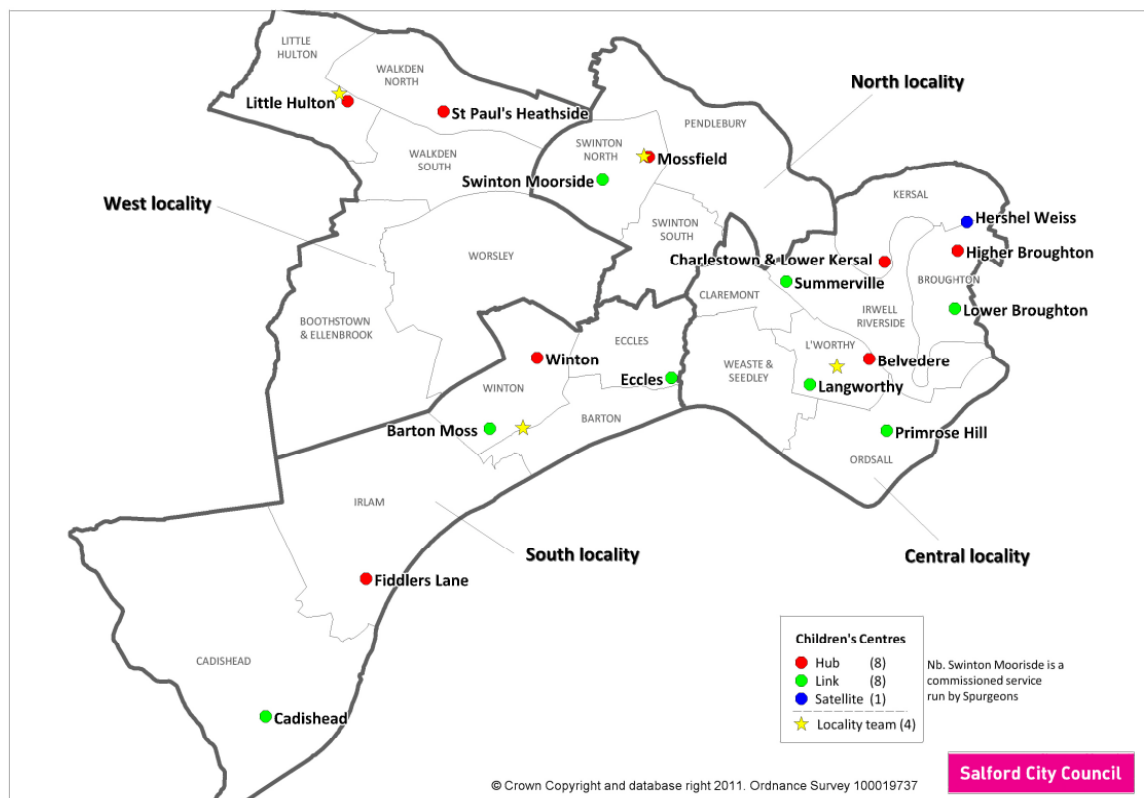 LITTLE
HULTON
WALKDEN
NORTH
North locality
Little Hulton
St Paul's Heathside
PENDLEBURY
SWINTON
NORTH
Mossfield
WALKDEN
SOUTH
Swinton Moorside
KERSAL
West locality
Hershel Weiss
SWINTON
SOUTH
WORSLEY
Charlestown & Lower Kersal
Higher Broughton
BROUGHTON
Summerville
CLAREMONT
IRWELL
RIVERSIDE
Lower Broughton
BOOTHSTOWN
& ELLENBROOK
ECCLES
L'WORTHY
Winton
Belvedere
WEASTE &
SEEDLEY
Eccles
WINTON
Langworthy
BARTON
Barton Moss
Primrose Hill
ORDSALL
IRLAM
South locality
Central locality
Fiddlers Lane
CADISHEAD
Cadishead
Children's Centres
Hub (8)
Link (8)
Satellite (1)
Locality team (4)
Nb. Swinton Moorisde is a
commissioned service
run by Spurgeons
© Crown Copyright and database right 2011. Ordnance Survey 100019737
Salford City Council